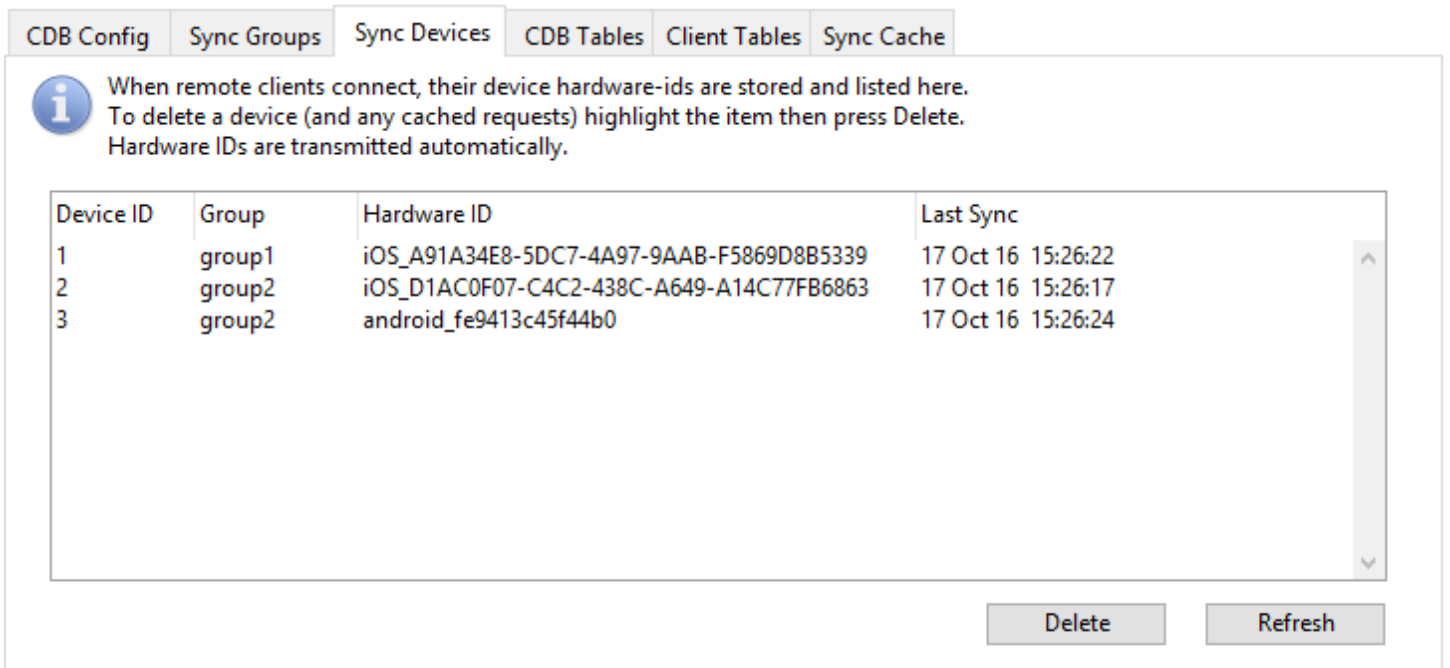 CDB Config Sync Groups Sync Devices CDB Tables Client Tables Sync Cache
When remote clients connect, their device hardware-ids are stored and listed here.
To delete a device (and any cached requests) highlight the item then press Delete.
Hardware IDs are transmitted automatically.
Device ID Group Hardware ID Last Sync
1 group1 iOS_A91A34E8-5DC7-4A97-9AAB-F5869D8B5339 17 Oct 16 15:26:22
2 group2 iOS_D1AC0F07-C4C2-438C-A649-A14C77FB6863 17 Oct 16 15:26:17
3 group2 android_fe9413c45f44b0 17 Oct 16 15:26:24
Delete Refresh